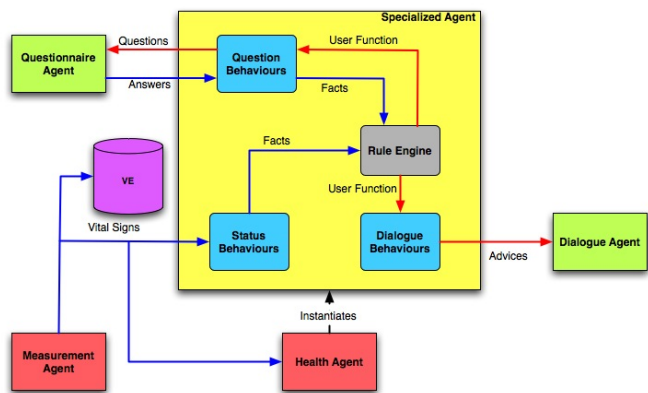 Specialized Agent
Questions
User Function
Questionnaire
Agent
Question
Behaviours
Answers
Facts
Facts
Rule Engine
VE
User Function
Vital Signs
Status
Behaviours
Dialogue
Behaviours
Dialogue Agent
Advices
Instantiates
Measurement
Agent
Health Agent